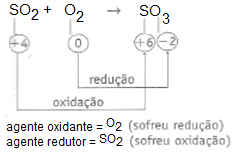 SO2 + O2 → SO3
+4 0 +6 −2
redução
oxidação
agente oxidante = O2 (sofreu redução)
agente redutor = SO2 (sofreu oxidação)